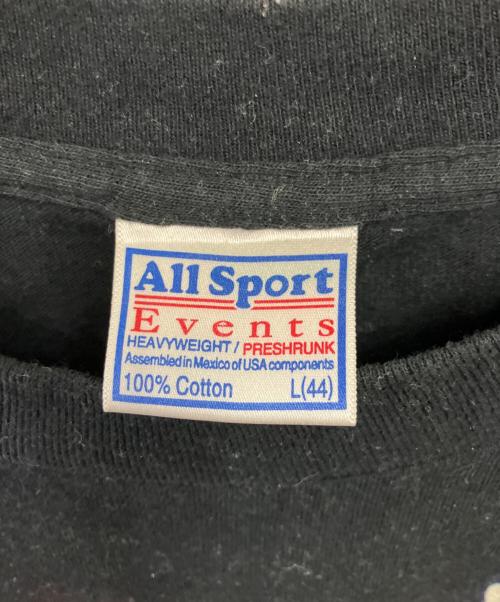 All Sport
Events
HEAVYWEIGHT / PRESHRUNK
Assembled in Mexico of USA components
100% Cotton L(44)